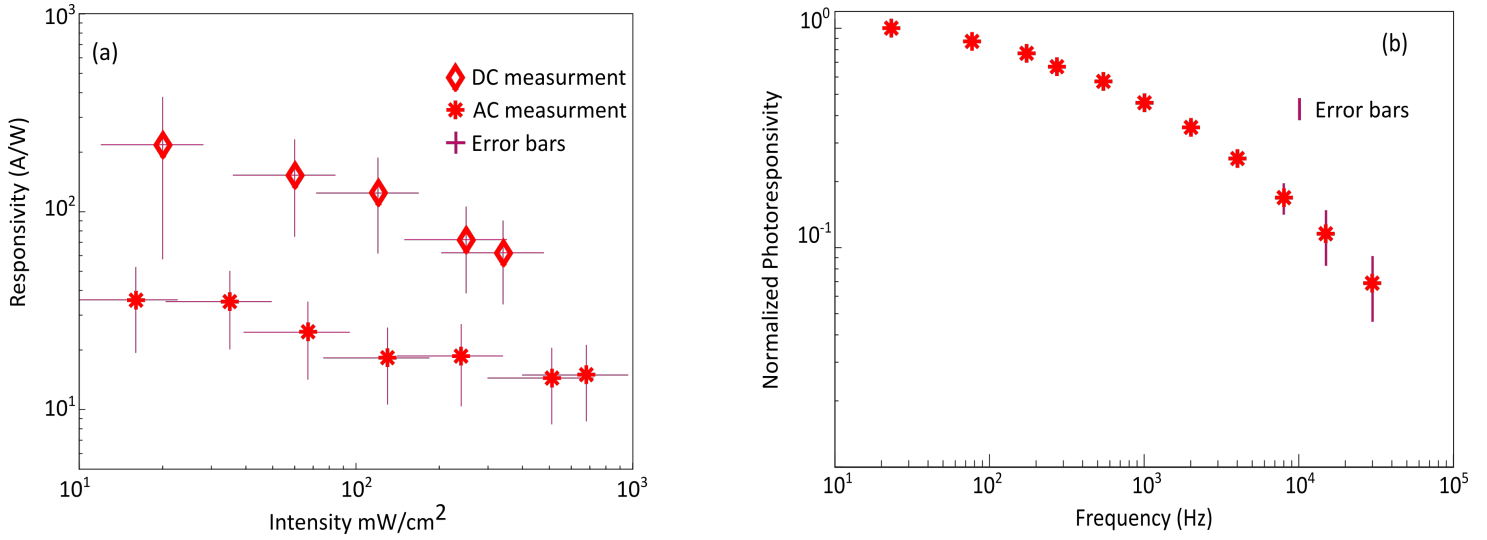 10³
(a)
DC measurment
AC measurment
Error bars
Responsivity (A/W)
10²
10¹
10¹ 10² 10³
Intensity mW/cm²
10⁰
(b)
Error bars
Normalized Photoresponsivity
10⁻¹
10¹ 10² 10³ 10⁴ 10⁵
Frequency (Hz)